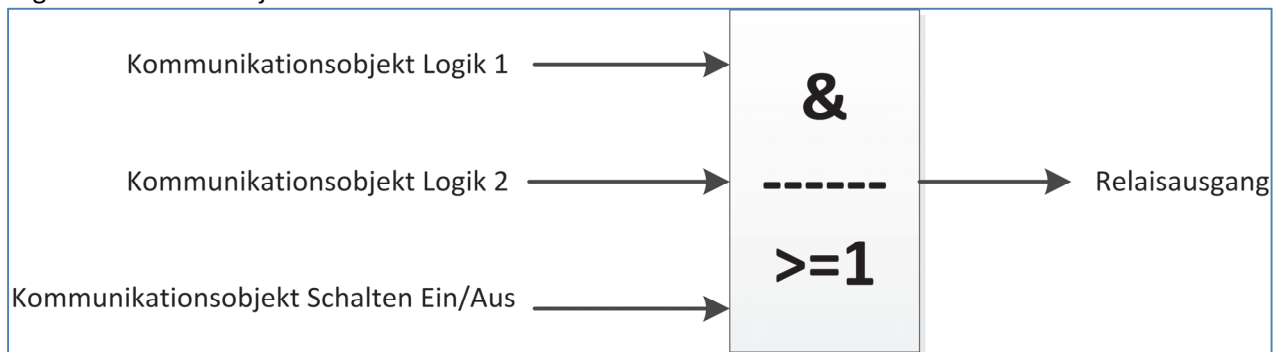 Kommunikationsobjekt Logik 1
&
Kommunikationsobjekt Logik 2
------
Relaisausgang
>=1
Kommunikationsobjekt Schalten Ein/Aus